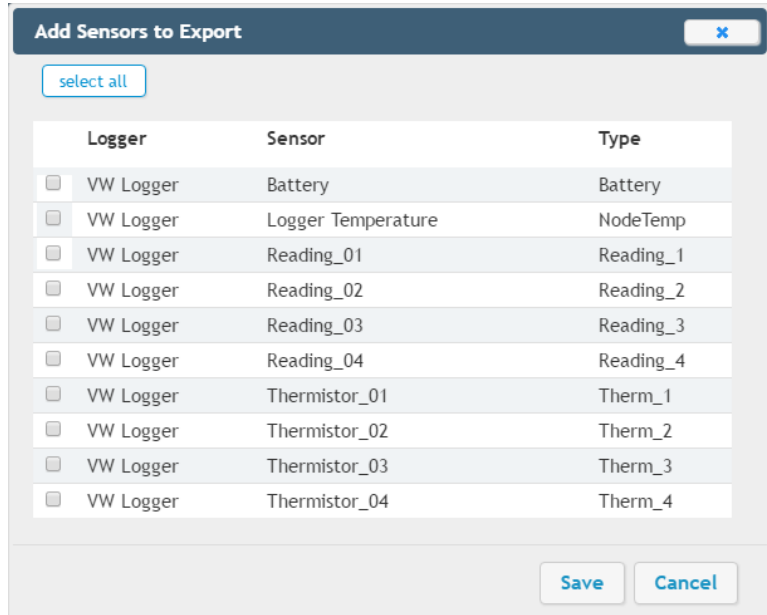 Add Sensors to Export
select all
Logger Sensor Type
VW Logger Battery Battery
VW Logger Logger Temperature NodeTemp
VW Logger Reading_01 Reading_1
VW Logger Reading_02 Reading_2
VW Logger Reading_03 Reading_3
VW Logger Reading_04 Reading_4
VW Logger Thermistor_01 Therm_1
VW Logger Thermistor_02 Therm_2
VW Logger Thermistor_03 Therm_3
VW Logger Thermistor_04 Therm_4
Save Cancel